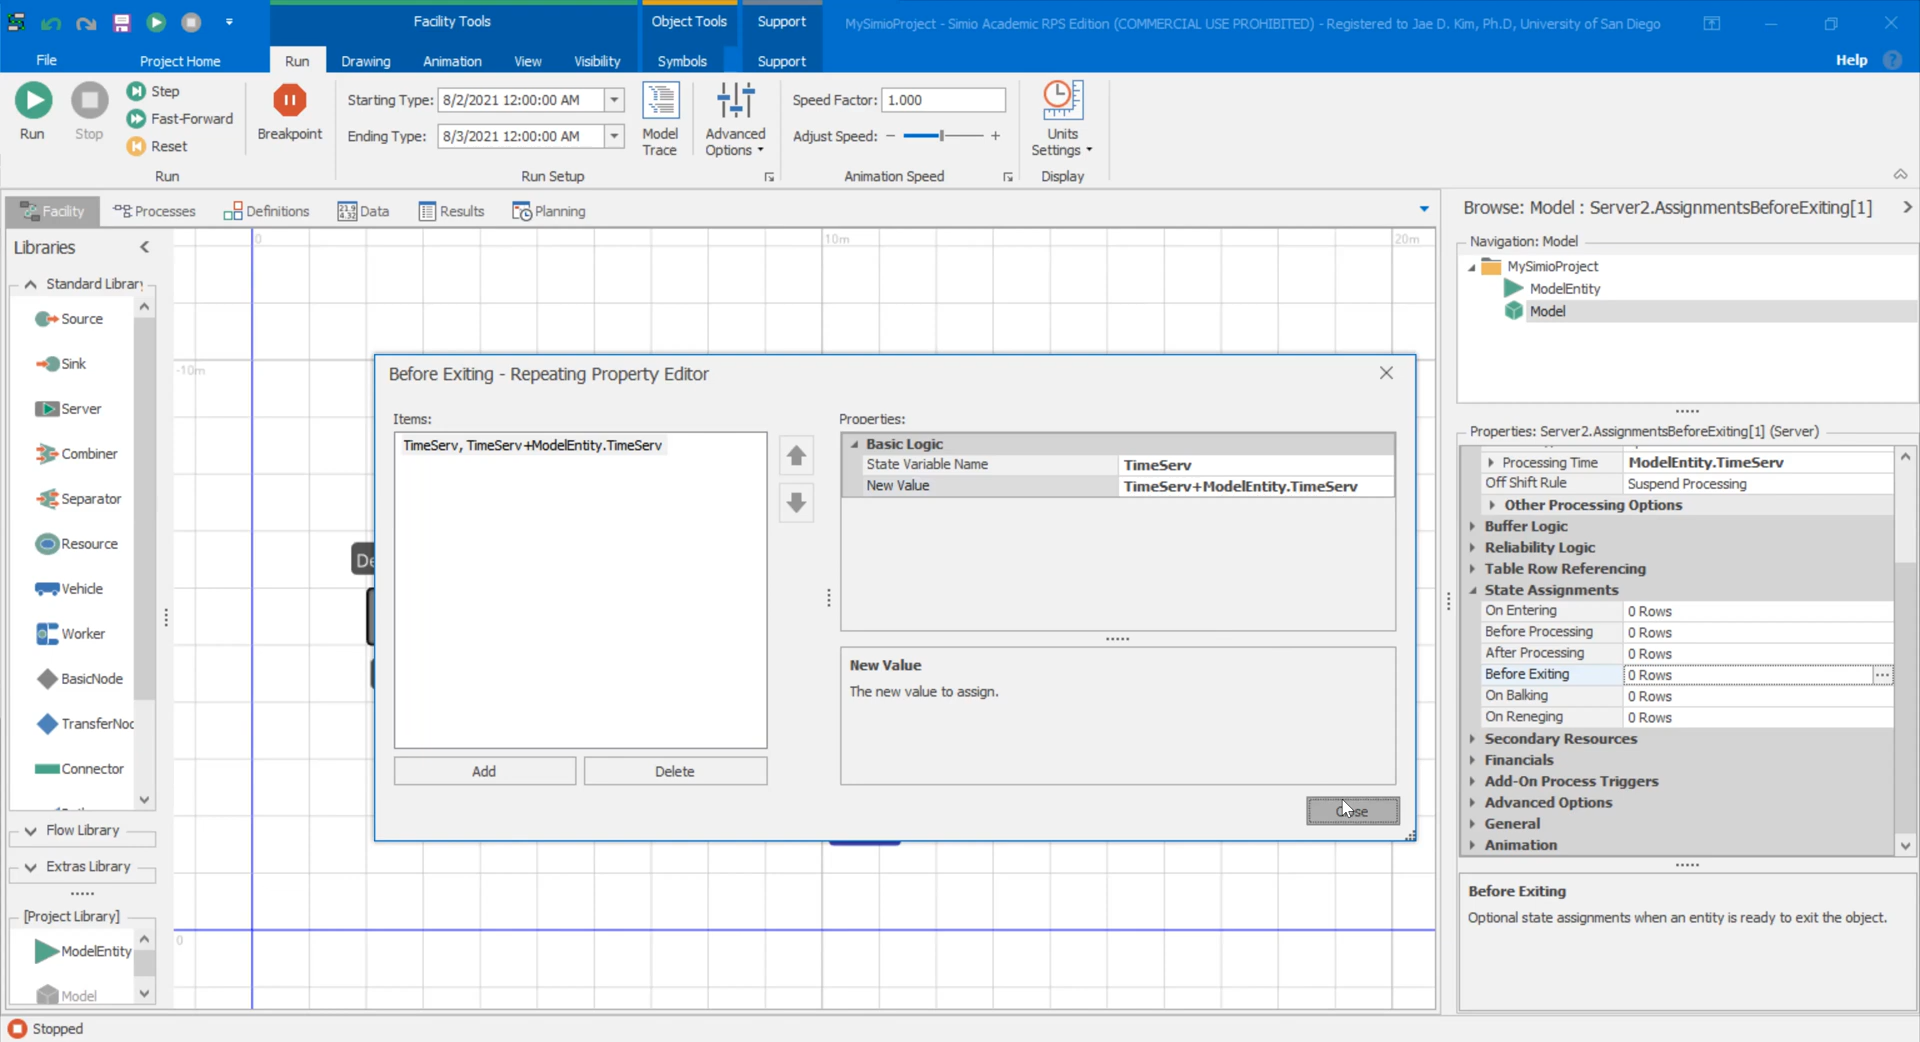 Facility Tools
Object Tools
Support
MySimioProject - Simio Academic RPS Edition (COMMERCIAL USE PROHIBITED) - Registered to Jae D. Kim, Ph.D, University of San Diego
File
Project Home
Run
Drawing
Animation
View
Visibility
Symbols
Support
Help
Run
Stop
Step
Fast-Forward
Reset
Run
Breakpoint
Starting Type: 8/2/2021 12:00:00 AM
Ending Type: 8/3/2021 12:00:00 AM
Run Setup
Model
Trace
Advanced
Options
Speed Factor: 1.000
Adjust Speed:
Animation Speed
Units
Settings
Display
Facility
Processes
Definitions
Data
Results
Planning
Libraries
Standard Library
Source
Sink
Server
Combiner
Separator
Resource
Vehicle
Worker
BasicNode
TransferNod
Connector
Flow Library
Extras Library
[Project Library]
ModelEntity
Model
0
10m
20m
-10m
0
De
Before Exiting - Repeating Property Editor
Items:
TimeServ, TimeServ+ModelEntity.TimeServ
Add
Delete
Properties:
Basic Logic
State Variable Name TimeServ
New Value TimeServ+ModelEntity.TimeServ
New Value
The new value to assign.
Browse: Model : Server2.AssignmentsBeforeExiting[1]
Navigation: Model
MySimioProject
ModelEntity
Model
Properties: Server2.AssignmentsBeforeExiting[1] (Server)
Processing Time ModelEntity.TimeServ
Off Shift Rule Suspend Processing
Other Processing Options
Buffer Logic
Reliability Logic
Table Row Referencing
State Assignments
On Entering 0 Rows
Before Processing 0 Rows
After Processing 0 Rows
Before Exiting 0 Rows
On Balking 0 Rows
On Reneging 0 Rows
Secondary Resources
Financials
Add-On Process Triggers
Advanced Options
General
Animation
Before Exiting
Optional state assignments when an entity is ready to exit the object.
Stopped